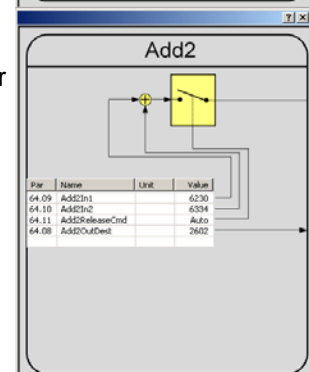 ? ×
Add2
r
Par Name Unit Value
64.09 Add2In1 6230
64.10 Add2In2 6334
64.11 Add2ReleaseCmd Auto
64.08 Add2OutDest 2602